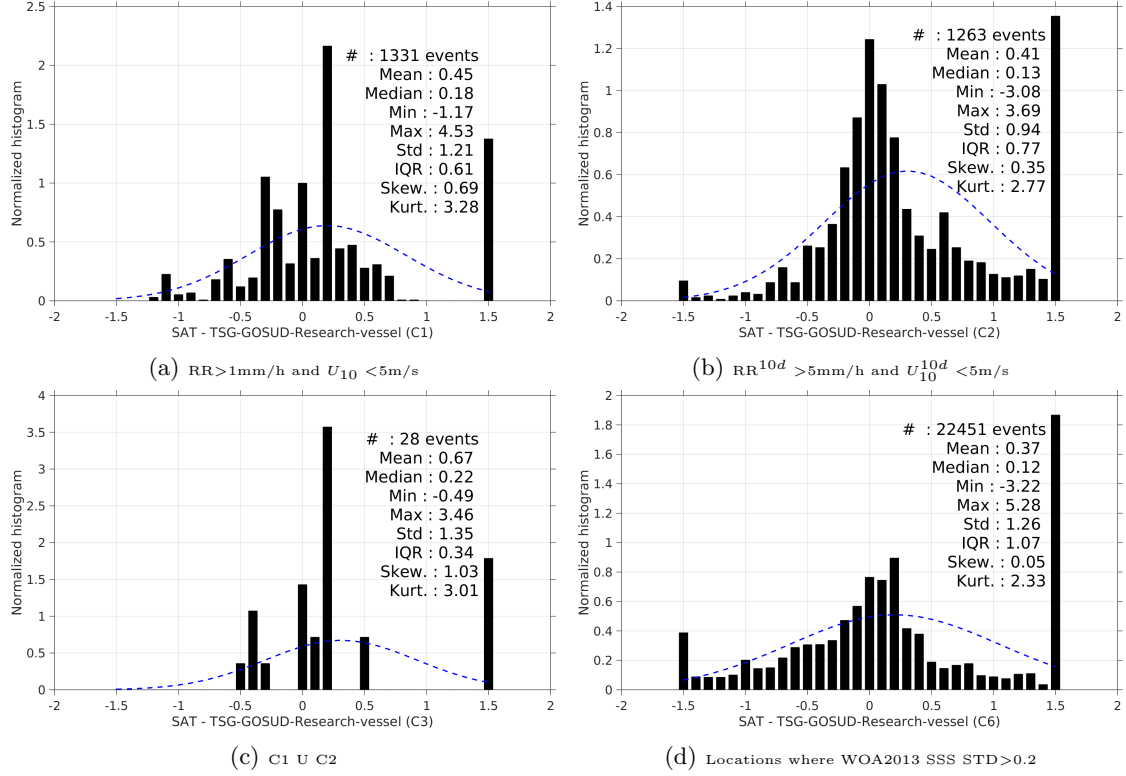 2.5
2
1.5
1
0.5
0
-2
-1.5
-1
-0.5
0
0.5
1
1.5
2
Normalized histogram
SAT - TSG-GOSUD-Research-vessel (C1)
# : 1331 events
Mean : 0.45
Median : 0.18
Min : -1.17
Max : 4.53
Std : 1.21
IQR : 0.61
Skew. : 0.69
Kurt. : 3.28
(a) RR>1mm/h and U10 <5m/s
1.4
1.2
1
0.8
0.6
0.4
0.2
0
-2
-1.5
-1
-0.5
0
0.5
1
1.5
2
Normalized histogram
SAT - TSG-GOSUD-Research-vessel (C2)
# : 1263 events
Mean : 0.41
Median : 0.13
Min : -3.08
Max : 3.69
Std : 0.94
IQR : 0.77
Skew. : 0.35
Kurt. : 2.77
(b) RR^10d >5mm/h and U10^10d <5m/s
4
3.5
3
2.5
2
1.5
1
0.5
0
-2
-1.5
-1
-0.5
0
0.5
1
1.5
2
Normalized histogram
SAT - TSG-GOSUD-Research-vessel (C3)
# : 28 events
Mean : 0.67
Median : 0.22
Min : -0.49
Max : 3.46
Std : 1.35
IQR : 0.34
Skew. : 1.03
Kurt. : 3.01
(c) C1 U C2
2
1.8
1.6
1.4
1.2
1
0.8
0.6
0.4
0.2
0
-2
-1.5
-1
-0.5
0
0.5
1
1.5
2
Normalized histogram
SAT - TSG-GOSUD-Research-vessel (C6)
# : 22451 events
Mean : 0.37
Median : 0.12
Min : -3.22
Max : 5.28
Std : 1.26
IQR : 1.07
Skew. : 0.05
Kurt. : 2.33
(d) Locations where WOA2013 SSS STD>0.2